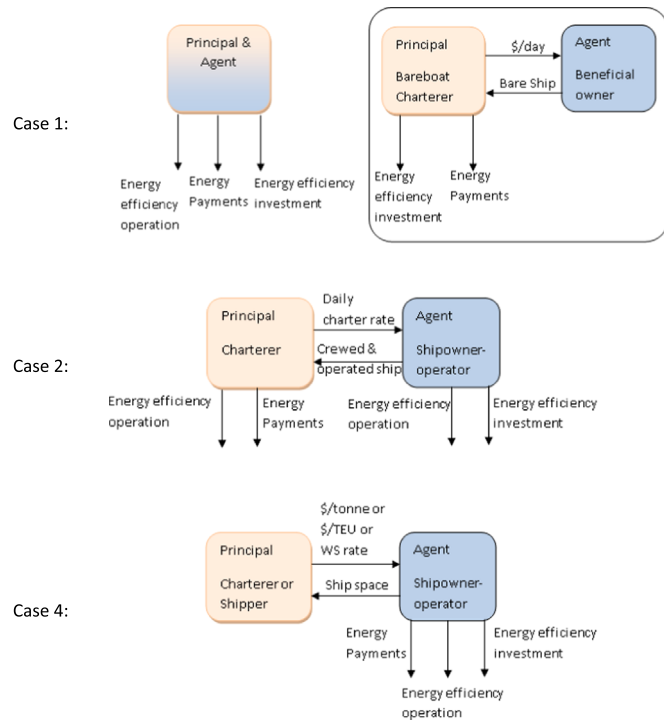 Case 1:
Principal &
Agent
Energy
efficiency
operation
Energy
Payments
Energy efficiency
investment
Principal
Bareboat
Charterer
$/day
Bare Ship
Agent
Beneficial
owner
Energy
efficiency
investment
Energy
Payments
Case 2:
Principal
Charterer
Daily
charter rate
Crewed &
operated ship
Agent
Shipowner-
operator
Energy efficiency
operation
Energy
Payments
Energy efficiency
operation
Energy efficiency
investment
Case 4:
Principal
Charterer or
Shipper
$/tonne or
$/TEU or
WS rate
Ship space
Agent
Shipowner-
operator
Energy
Payments
Energy efficiency
investment
Energy efficiency
operation